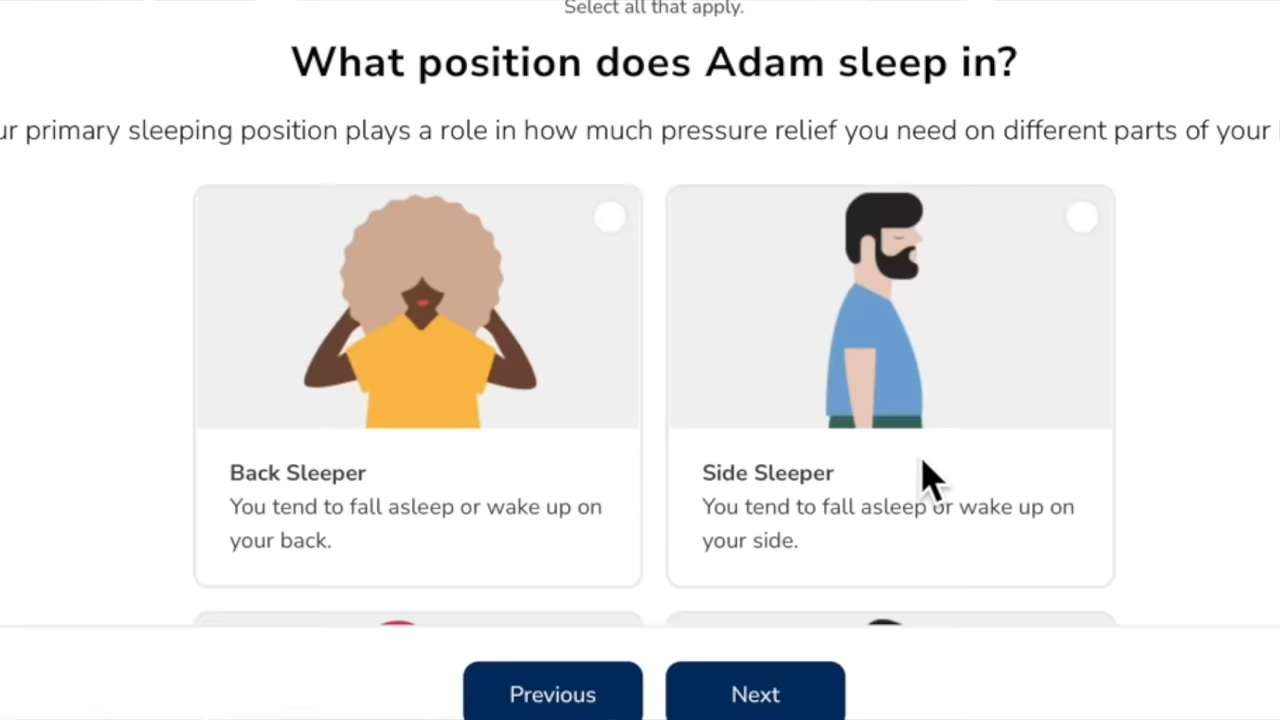 Select all that apply.
What position does Adam sleep in?
primary sleeping position plays a role in how much pressure relief you need on different parts of your
Back Sleeper
You tend to fall asleep or wake up on
your back.
Side Sleeper
You tend to fall asleep or wake up on
your side.
Previous
Next